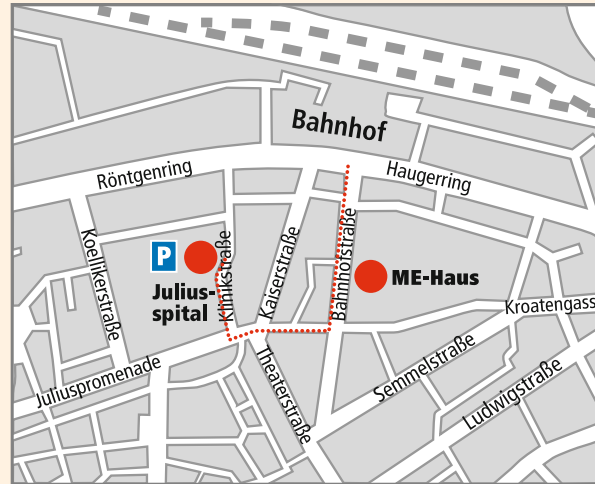 Bahnhof
Röntgenring
Haugerring
Koellikerstraße
P
Klinikstraße
Kaiserstraße
Bahnhofstraße
Julius-
spital
ME-Haus
Kroatengass
Juliuspromenade
Theaterstraße
Semmelstraße
Ludwigstraße